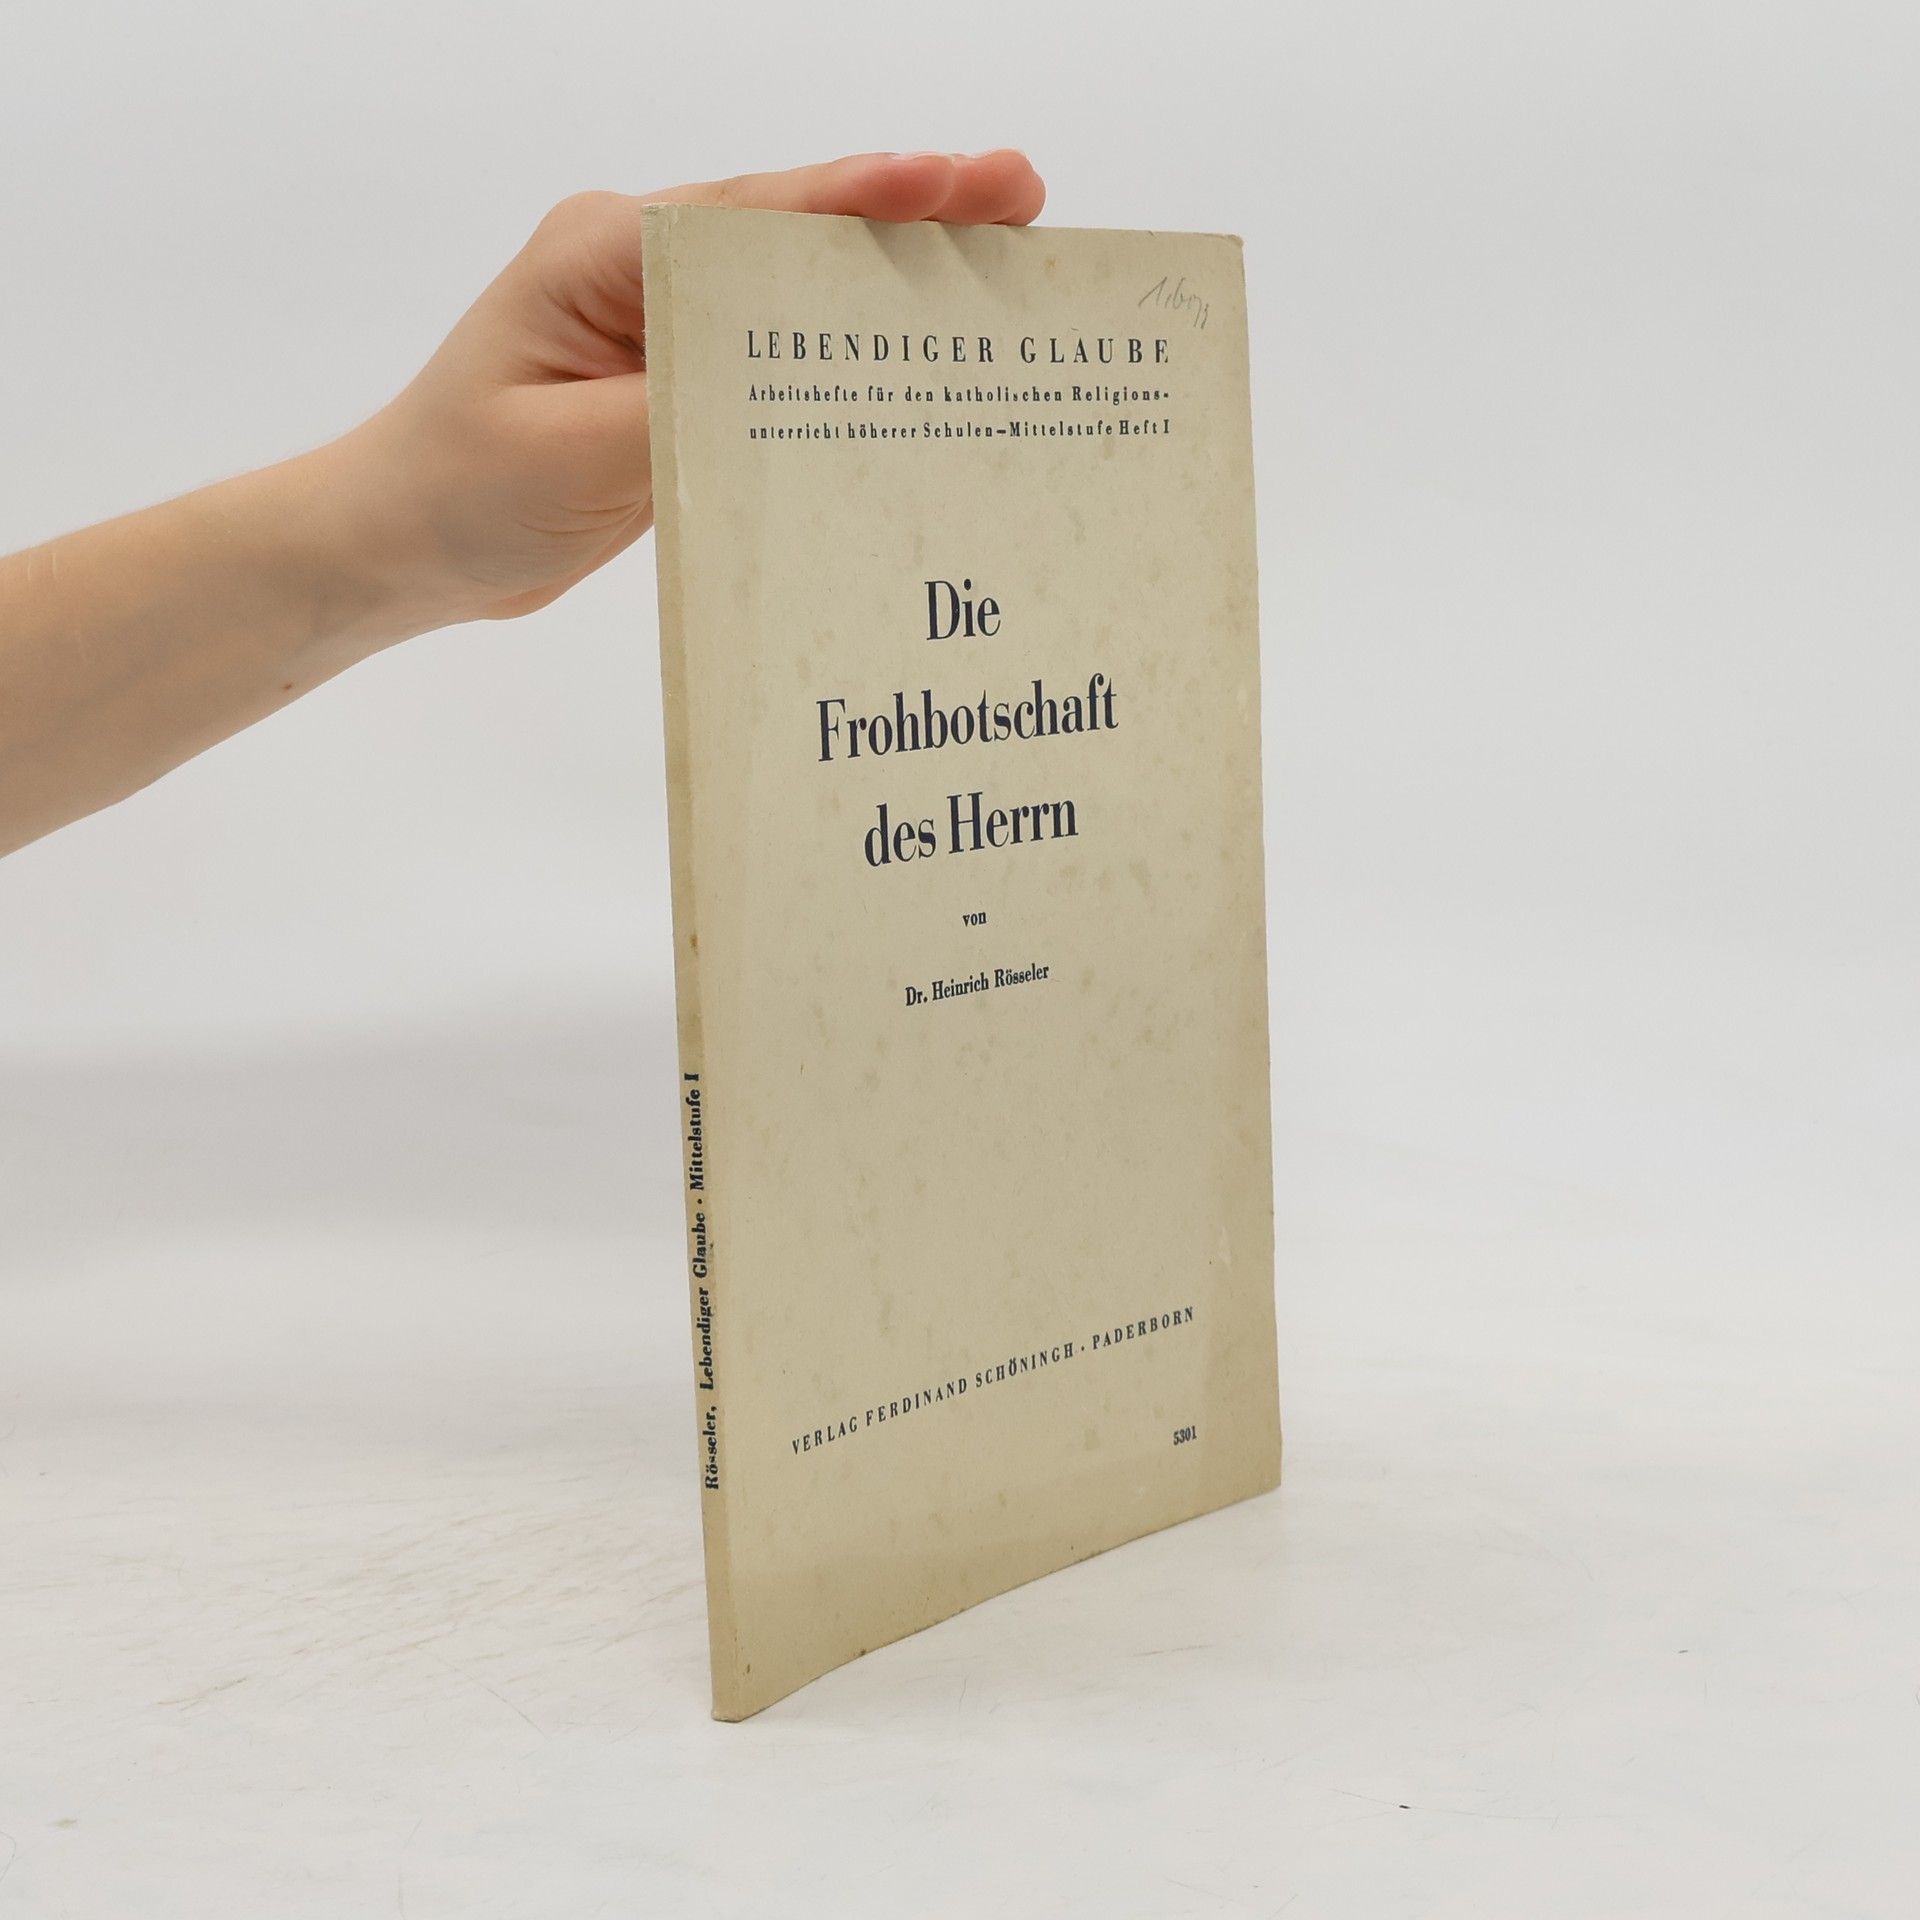 LEBENDIGER GLAUBE
Arbeitshefte für den katholischen Religions-
unterricht höherer Schulen-Mittelstufe Heft I
Die
Frohbotschaft
des Herrn
von
Dr. Heinrich Rösseler
VERLAG FERDINAND SCHÖNINGH · PADERBORN
5301
Rösseler, Lebendiger Glaube · Mittelstufe I